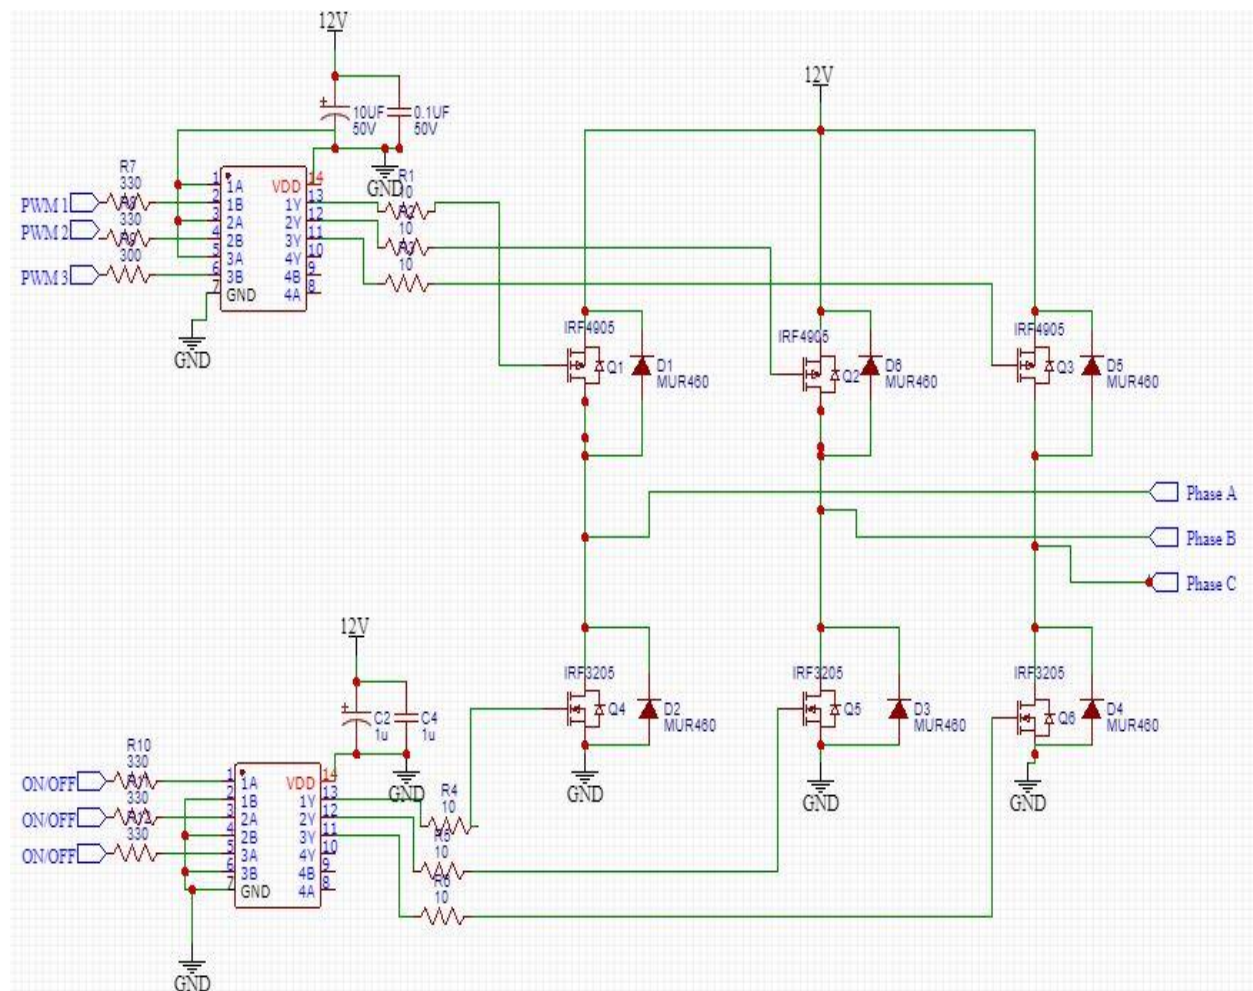 12V
10UF
50V
0.1UF
50V
GND
12V
PWM 1
PWM 2
PWM 3
R7
330
330
300
1 1A
2 1B
3 2A
4 2B
5 3A
6 3B
7 GND
VDD 14
1Y 13
2Y 12
3Y 11
4Y 10
4B 9
4A 8
GND
R1
10
R2
10
R3
10
IRF4905
Q1
D1
MUR460
IRF4905
Q2
D6
MUR460
IRF4905
Q3
D5
MUR460
Phase A
Phase B
Phase C
12V
C2
1u
C4
1u
GND
ON/OFF
ON/OFF
ON/OFF
R10
330
330
330
1 1A
2 1B
3 2A
4 2B
5 3A
6 3B
7 GND
VDD 14
1Y 13
2Y 12
3Y 11
4Y 10
4B 9
4A 8
GND
R4
10
R5
10
R6
10
IRF3205
Q4
D2
MUR460
GND
IRF3205
Q5
D3
MUR460
GND
IRF3205
Q6
D4
MUR460
GND